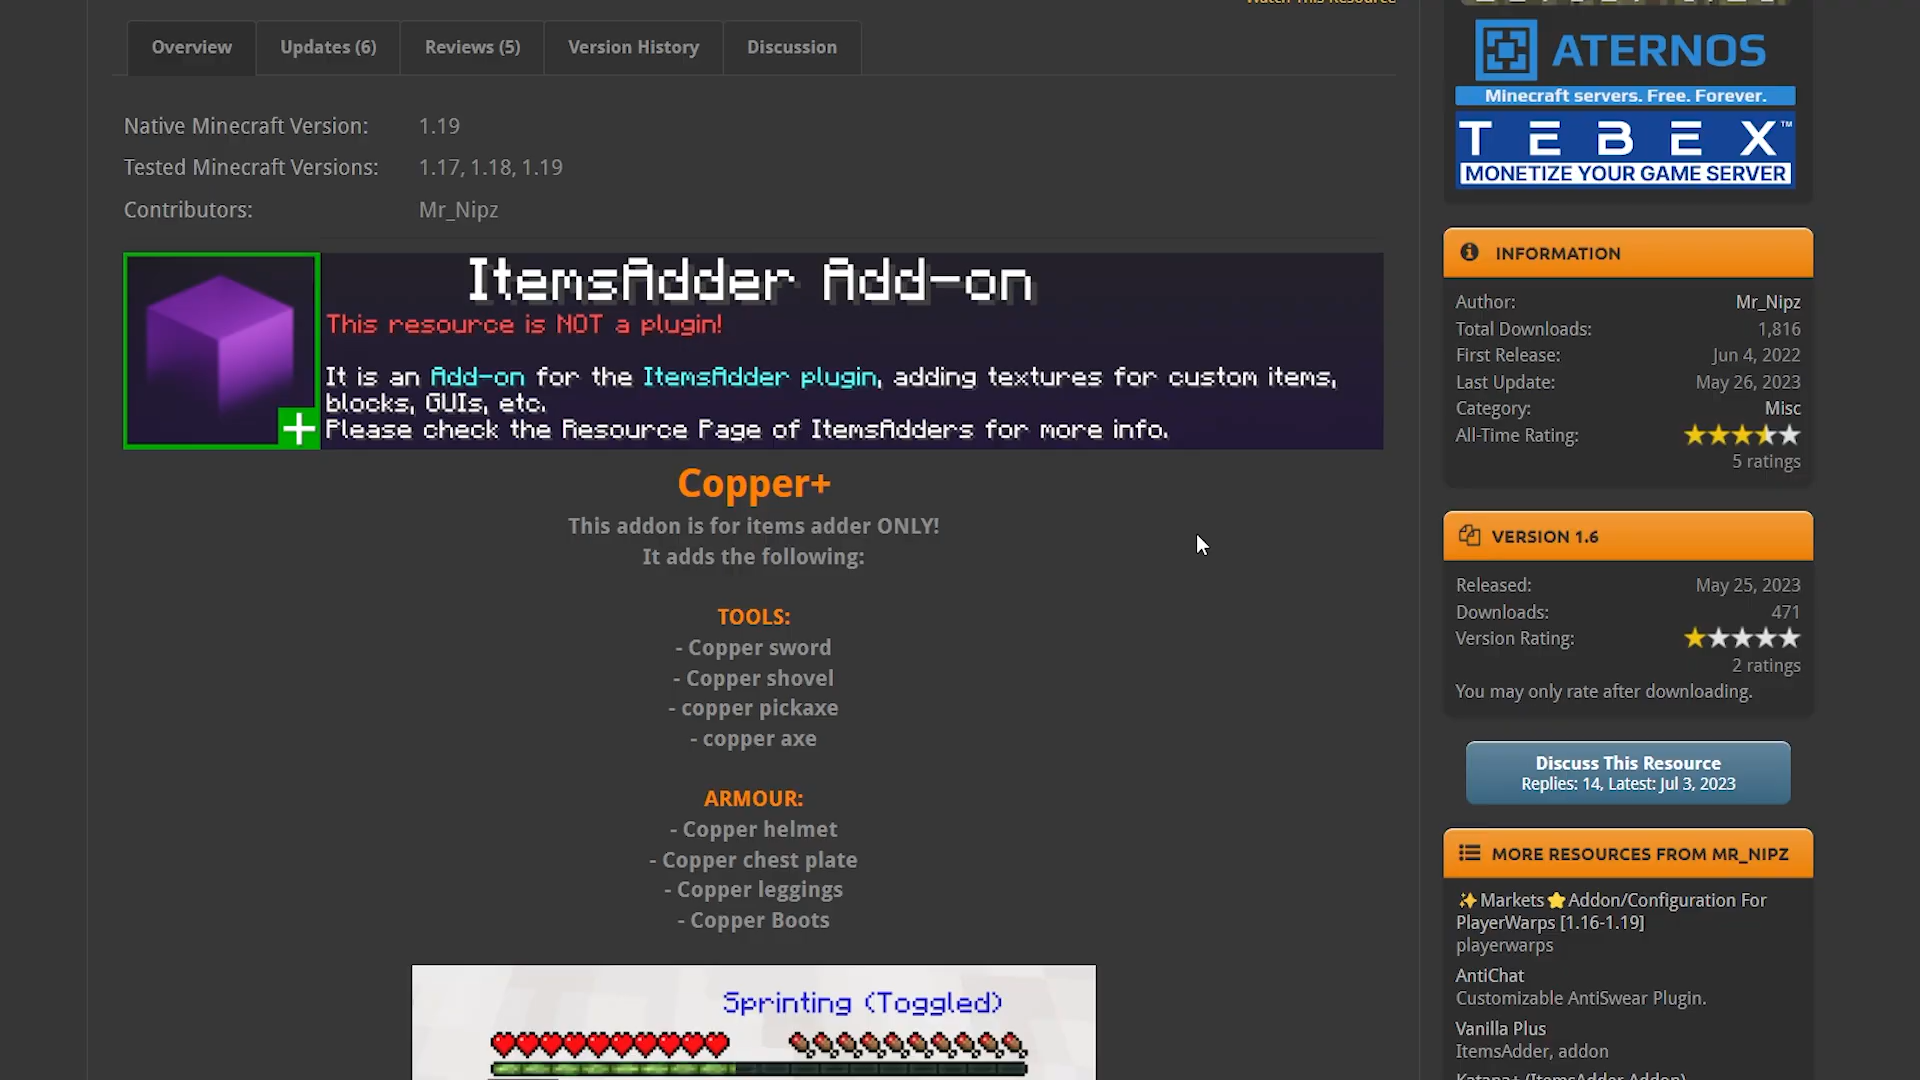 Watch This Resource
Overview
Updates (6)
Reviews (5)
Version History
Discussion
Native Minecraft Version: 1.19
Tested Minecraft Versions: 1.17, 1.18, 1.19
Contributors: Mr_Nipz
ItemsAdder Add-on
This resource is NOT a plugin!
It is an Add-on for the ItemsAdder plugin, adding textures for custom items,
blocks, GUIs, etc.
Please check the Resource Page of ItemsAdders for more info.
Copper+
This addon is for items adder ONLY!
It adds the following:
TOOLS:
- Copper sword
- Copper shovel
- copper pickaxe
- copper axe
ARMOUR:
- Copper helmet
- Copper chest plate
- Copper leggings
- Copper Boots
Sprinting (Toggled)
ATERNOS
Minecraft servers. Free. Forever.
TEBEX™
MONETIZE YOUR GAME SERVER
INFORMATION
Author: Mr_Nipz
Total Downloads: 1,816
First Release: Jun 4, 2022
Last Update: May 26, 2023
Category: Misc
All-Time Rating:
5 ratings
VERSION 1.6
Released: May 25, 2023
Downloads: 471
Version Rating:
2 ratings
You may only rate after downloading.
Discuss This Resource
Replies: 14, Latest: Jul 3, 2023
MORE RESOURCES FROM MR_NIPZ
✨Markets⭐Addon/Configuration For
PlayerWarps [1.16-1.19]
playerwarps
AntiChat
Customizable AntiSwear Plugin.
Vanilla Plus
ItemsAdder, addon
Katana+ (ItemsAdder Addon)